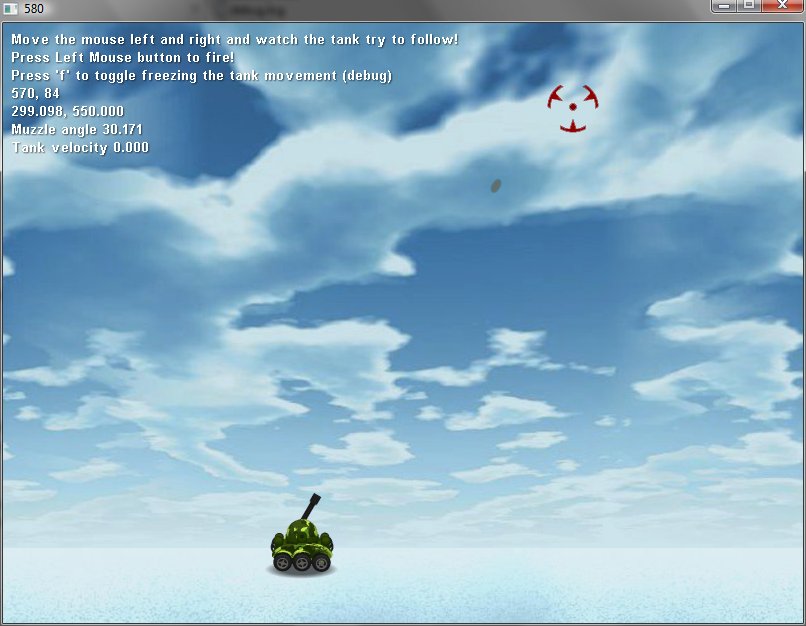 580
Move the mouse left and right and watch the tank try to follow!
Press Left Mouse button to fire!
Press 'f' to toggle freezing the tank movement (debug)
570, 84
299.098, 550.000
Muzzle angle 30.171
Tank velocity 0.000